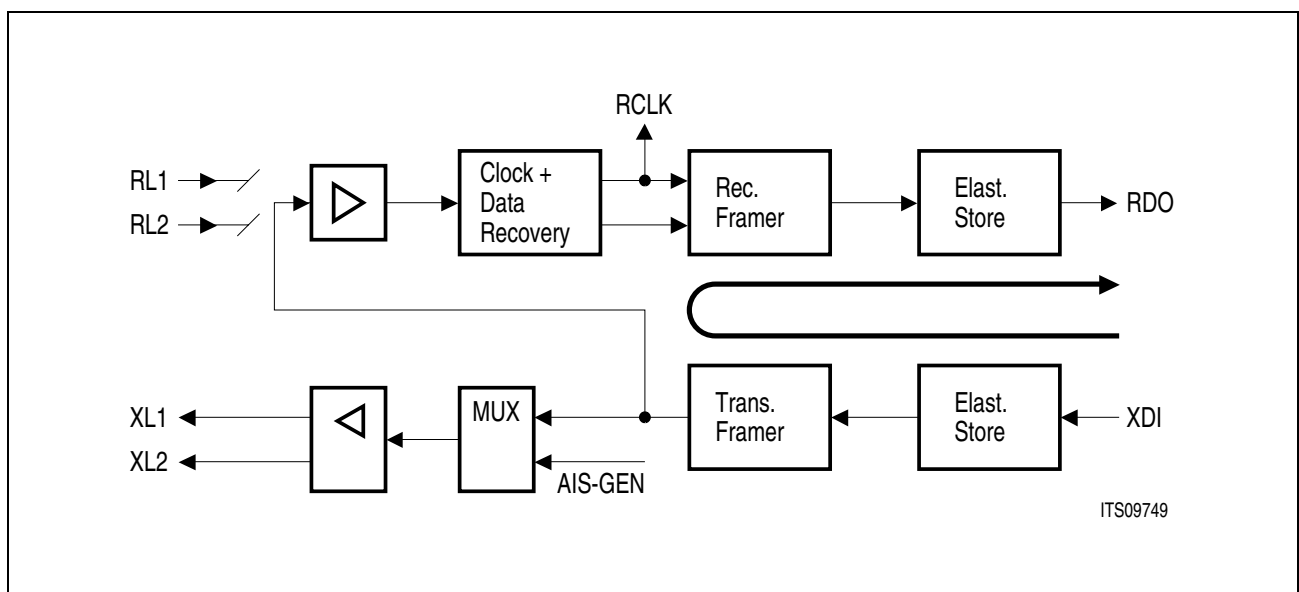 RCLK
RL1
RL2
Clock +
Data
Recovery
Rec.
Framer
Elast.
Store
RDO
XL1
XL2
MUX
AIS-GEN
Trans.
Framer
Elast.
Store
XDI
ITS09749